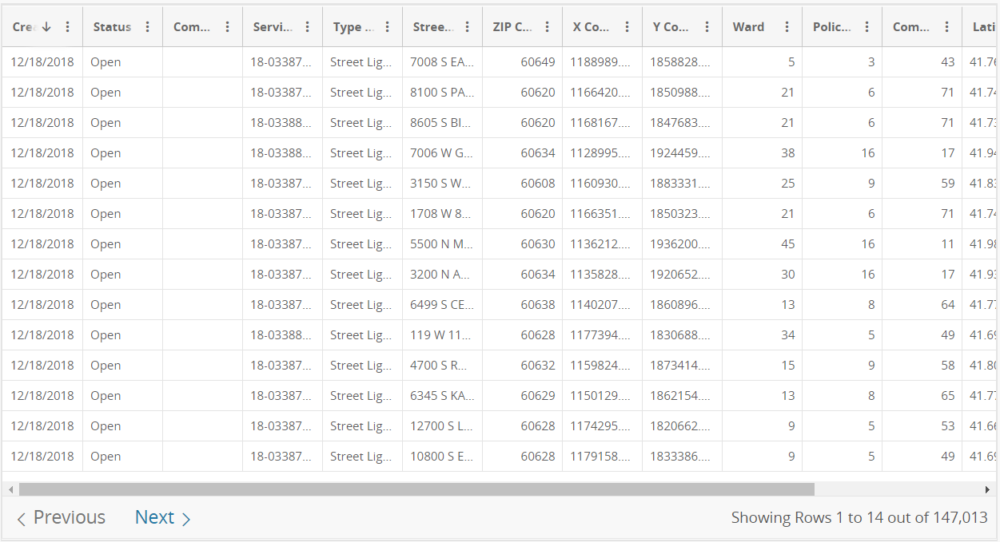 Cre Status Com... Servi... Type ... Stree... ZIP C... X Co... Y Co... Ward Polic... Com... Lati
12/18/2018 Open 18-03387... Street Lig... 7008 S EA... 60649 1188989.... 1858828.... 5 3 43 41.76
12/18/2018 Open 18-03387... Street Lig... 8100 S PA... 60620 1166420.... 1850988.... 21 6 71 41.74
12/18/2018 Open 18-03388... Street Lig... 8605 S BI... 60620 1168167.... 1847683.... 21 6 71 41.73
12/18/2018 Open 18-03388... Street Lig... 7006 W G... 60634 1128995.... 1924459.... 38 16 17 41.94
12/18/2018 Open 18-03387... Street Lig... 3150 S W... 60608 1160930.... 1883331.... 25 9 59 41.83
12/18/2018 Open 18-03387... Street Lig... 1708 W 8... 60620 1166351.... 1850323.... 21 6 71 41.74
12/18/2018 Open 18-03387... Street Lig... 5500 N M... 60630 1136212.... 1936200.... 45 16 11 41.98
12/18/2018 Open 18-03387... Street Lig... 3200 N A... 60634 1135828.... 1920652.... 30 16 17 41.93
12/18/2018 Open 18-03387... Street Lig... 6499 S CE... 60638 1140207.... 1860896.... 13 8 64 41.77
12/18/2018 Open 18-03388... Street Lig... 119 W 11... 60628 1177394.... 1830688.... 34 5 49 41.69
12/18/2018 Open 18-03387... Street Lig... 4700 S R... 60632 1159824.... 1873414.... 15 9 58 41.80
12/18/2018 Open 18-03387... Street Lig... 6345 S KA... 60629 1150129.... 1862154.... 13 8 65 41.77
12/18/2018 Open 18-03387... Street Lig... 12700 S L... 60628 1174295.... 1820662.... 9 5 53 41.66
12/18/2018 Open 18-03387... Street Lig... 10800 S E... 60628 1179158.... 1833386.... 9 5 49 41.69
Previous Next Showing Rows 1 to 14 out of 147,013